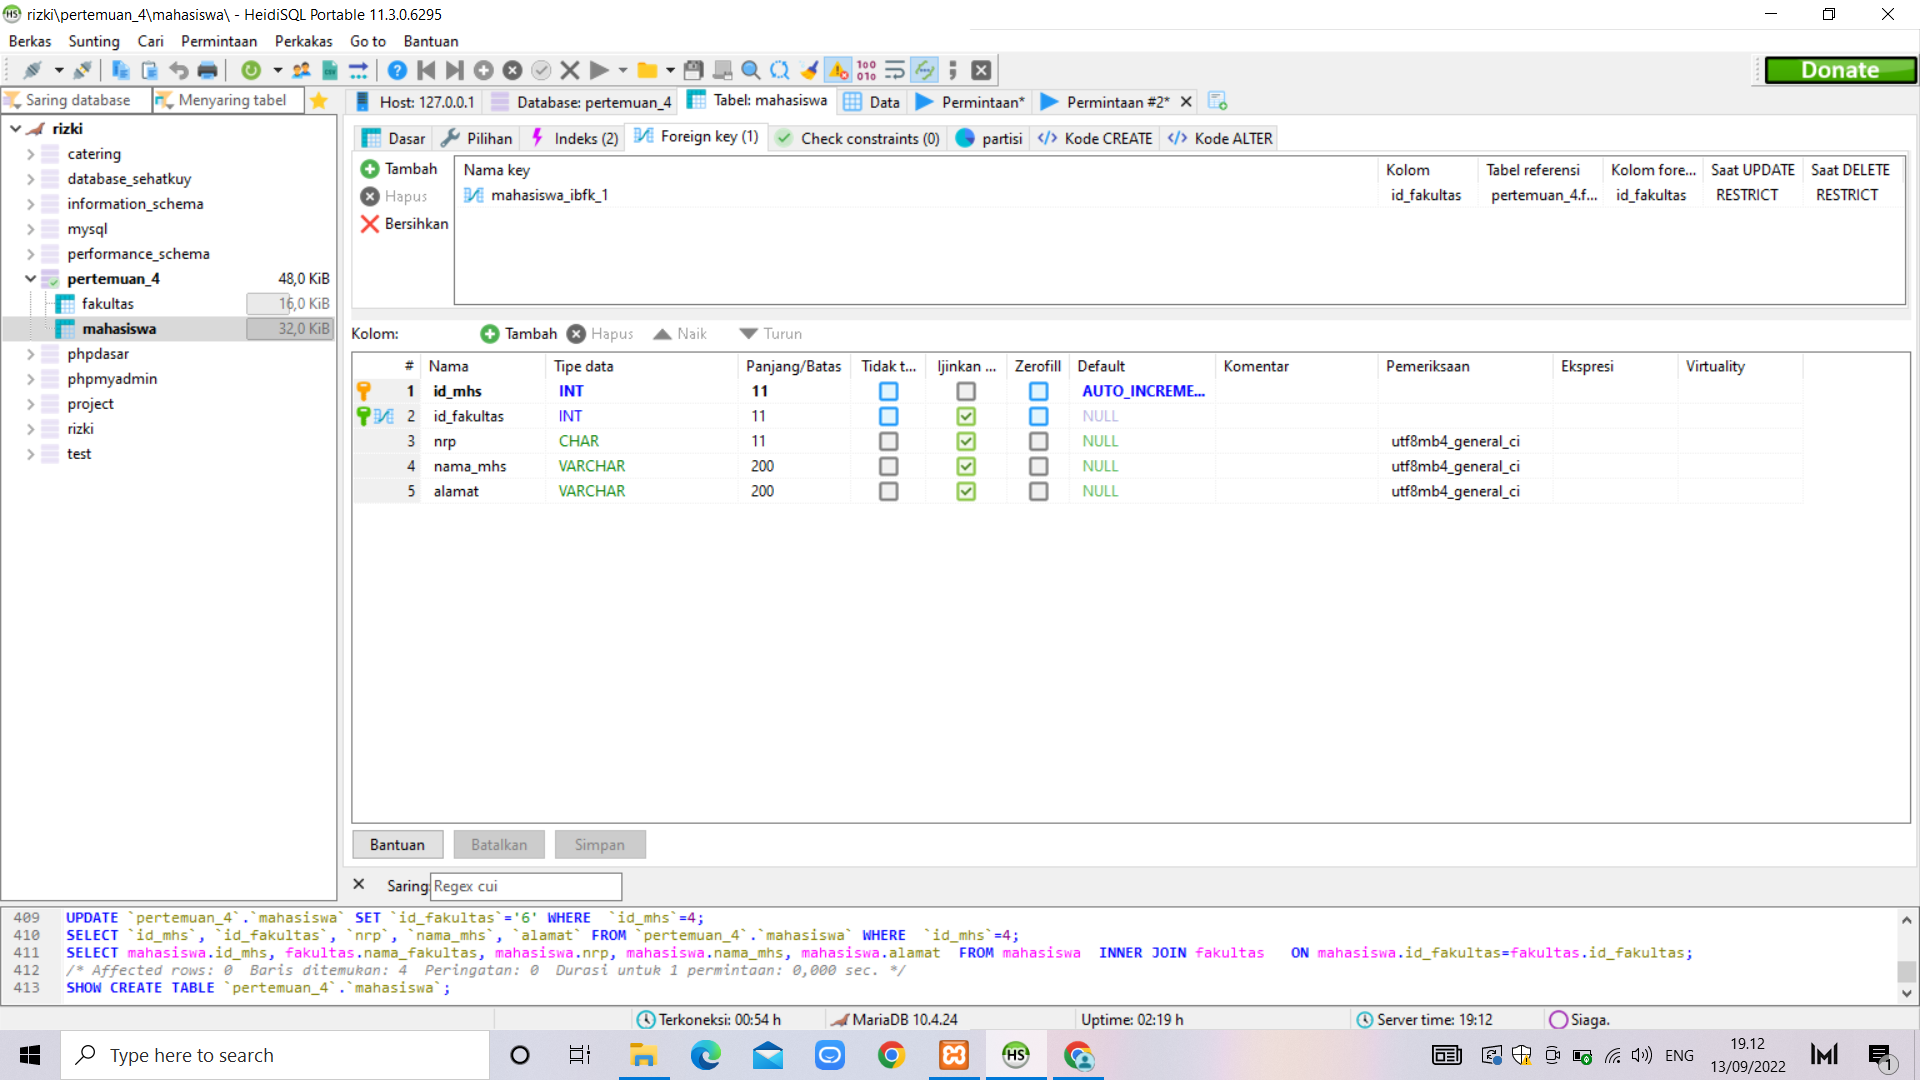 rizki\pertemuan_4\mahasiswa\ - HeidiSQL Portable 11.3.0.6295
Berkas Sunting Cari Permintaan Perkakas Go to Bantuan
Donate
Saring database Menyaring tabel
Host: 127.0.0.1 Database: pertemuan_4 Tabel: mahasiswa Data Permintaan* Permintaan #2*
rizki
catering
database_sehatkuy
information_schema
mysql
performance_schema
pertemuan_4 48,0 KiB
fakultas 16,0 KiB
mahasiswa 32,0 KiB
phpdasar
phpmyadmin
project
rizki
test
Dasar Pilihan Indeks (2) Foreign key (1) Check constraints (0) partisi </> Kode CREATE </> Kode ALTER
Tambah
Hapus
Bersihkan
Nama key Kolom Tabel referensi Kolom fore... Saat UPDATE Saat DELETE
mahasiswa_ibfk_1 id_fakultas pertemuan_4.f... id_fakultas RESTRICT RESTRICT
Kolom: Tambah Hapus Naik Turun
# Nama Tipe data Panjang/Batas Tidak t... Ijinkan ... Zerofill Default Komentar Pemeriksaan Ekspresi Virtuality
1 id_mhs INT 11 AUTO_INCREME...
2 id_fakultas INT 11 NULL
3 nrp CHAR 11 NULL utf8mb4_general_ci
4 nama_mhs VARCHAR 200 NULL utf8mb4_general_ci
5 alamat VARCHAR 200 NULL utf8mb4_general_ci
Bantuan Batalkan Simpan
Saring Regex cui
409 UPDATE `pertemuan_4`.`mahasiswa` SET `id_fakultas`='6' WHERE  `id_mhs`=4;
410 SELECT `id_mhs`, `id_fakultas`, `nrp`, `nama_mhs`, `alamat` FROM `pertemuan_4`.`mahasiswa` WHERE  `id_mhs`=4;
411 SELECT mahasiswa.id_mhs, fakultas.nama_fakultas, mahasiswa.nrp, mahasiswa.nama_mhs, mahasiswa.alamat  FROM mahasiswa  INNER JOIN fakultas   ON mahasiswa.id_fakultas=fakultas.id_fakultas;
412 /* Affected rows: 0  Baris ditemukan: 4  Peringatan: 0  Durasi untuk 1 permintaan: 0,000 sec. */
413 SHOW CREATE TABLE `pertemuan_4`.`mahasiswa`;
Terkoneksi: 00:54 h MariaDB 10.4.24 Uptime: 02:19 h Server time: 19:12 Siaga.
Type here to search
HS
ENG
19.12
13/09/2022
1